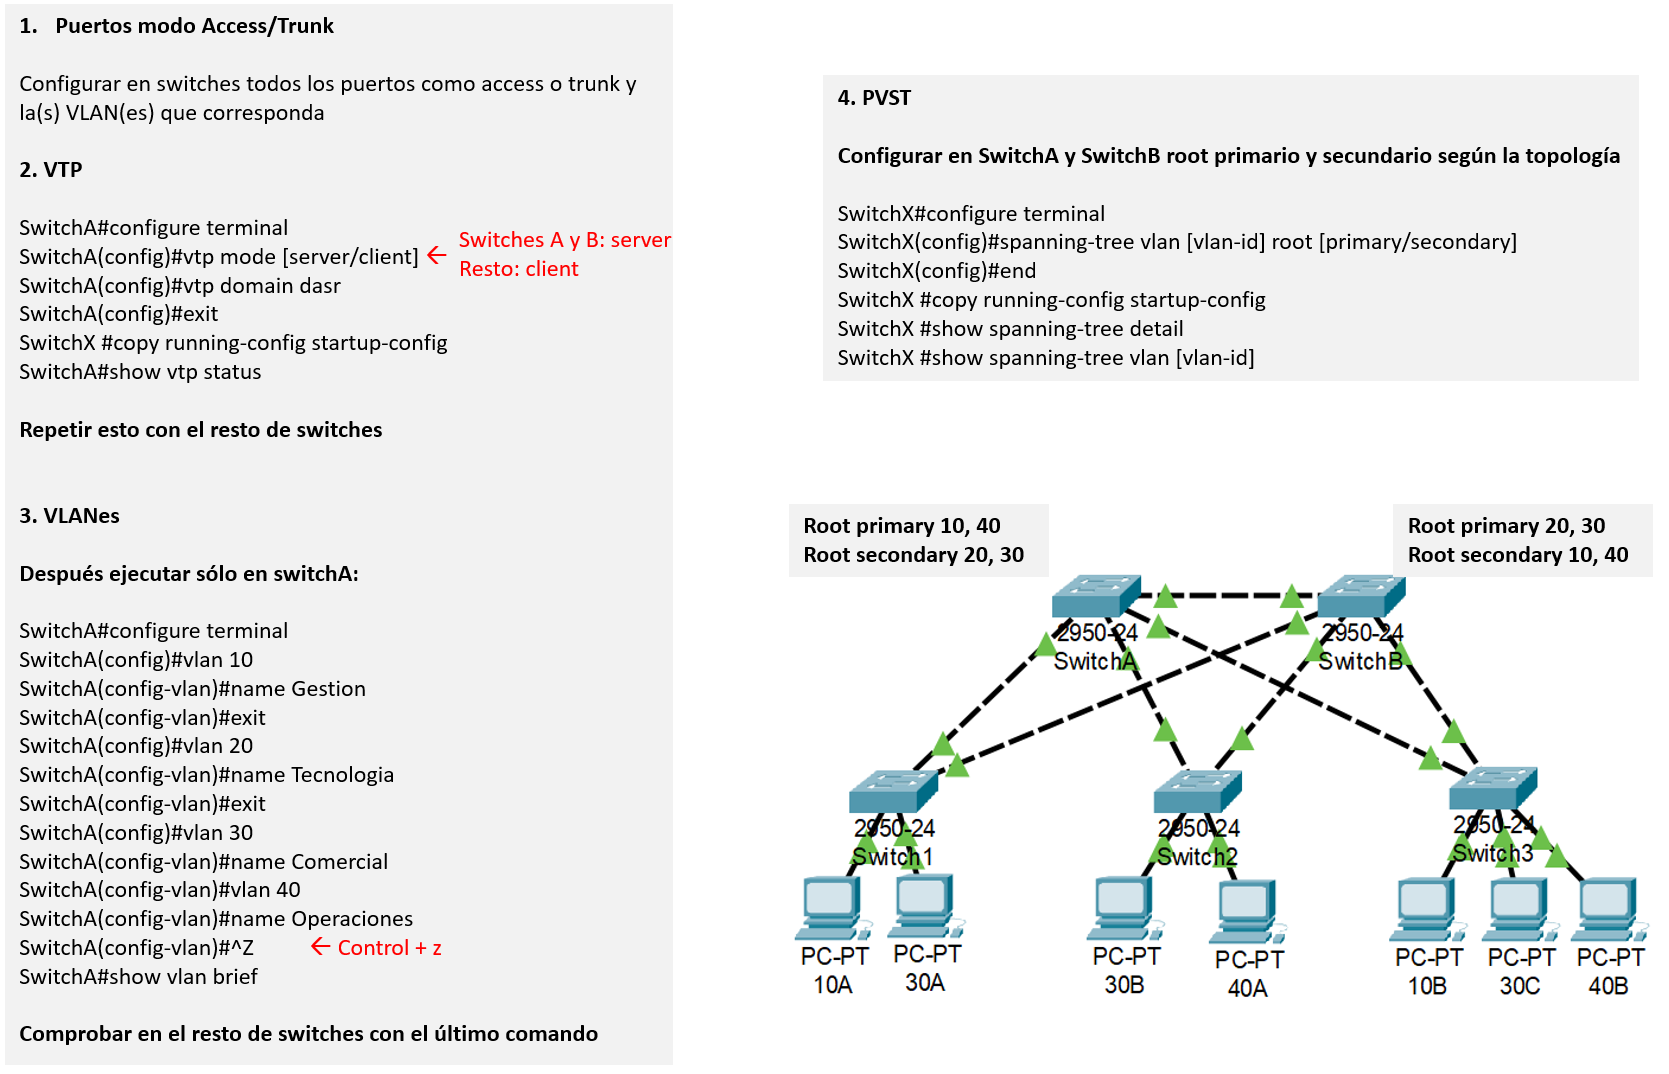 1. Puertos modo Access/Trunk
Configurar en switches todos los puertos como access o trunk y
la(s) VLAN(es) que corresponda
2. VTP
SwitchA#configure terminal
SwitchA(config)#vtp mode [server/client] ← Switches A y B: server
Resto: client
SwitchA(config)#vtp domain dasr
SwitchA(config)#exit
SwitchX #copy running-config startup-config
SwitchA#show vtp status
Repetir esto con el resto de switches
3. VLANes
Después ejecutar sólo en switchA:
SwitchA#configure terminal
SwitchA(config)#vlan 10
SwitchA(config-vlan)#name Gestion
SwitchA(config-vlan)#exit
SwitchA(config)#vlan 20
SwitchA(config-vlan)#name Tecnologia
SwitchA(config-vlan)#exit
SwitchA(config)#vlan 30
SwitchA(config-vlan)#name Comercial
SwitchA(config-vlan)#vlan 40
SwitchA(config-vlan)#name Operaciones
SwitchA(config-vlan)#^Z ← Control + z
SwitchA#show vlan brief
Comprobar en el resto de switches con el último comando
4. PVST
Configurar en SwitchA y SwitchB root primario y secundario según la topología
SwitchX#configure terminal
SwitchX(config)#spanning-tree vlan [vlan-id] root [primary/secondary]
SwitchX(config)#end
SwitchX #copy running-config startup-config
SwitchX #show spanning-tree detail
SwitchX #show spanning-tree vlan [vlan-id]
Root primary 10, 40
Root secondary 20, 30
Root primary 20, 30
Root secondary 10, 40
2950-24
SwitchA
2950-24
SwitchB
2950-24
Switch1
2950-24
Switch2
2950-24
Switch3
PC-PT
10A
PC-PT
30A
PC-PT
30B
PC-PT
40A
PC-PT
10B
PC-PT
30C
PC-PT
40B